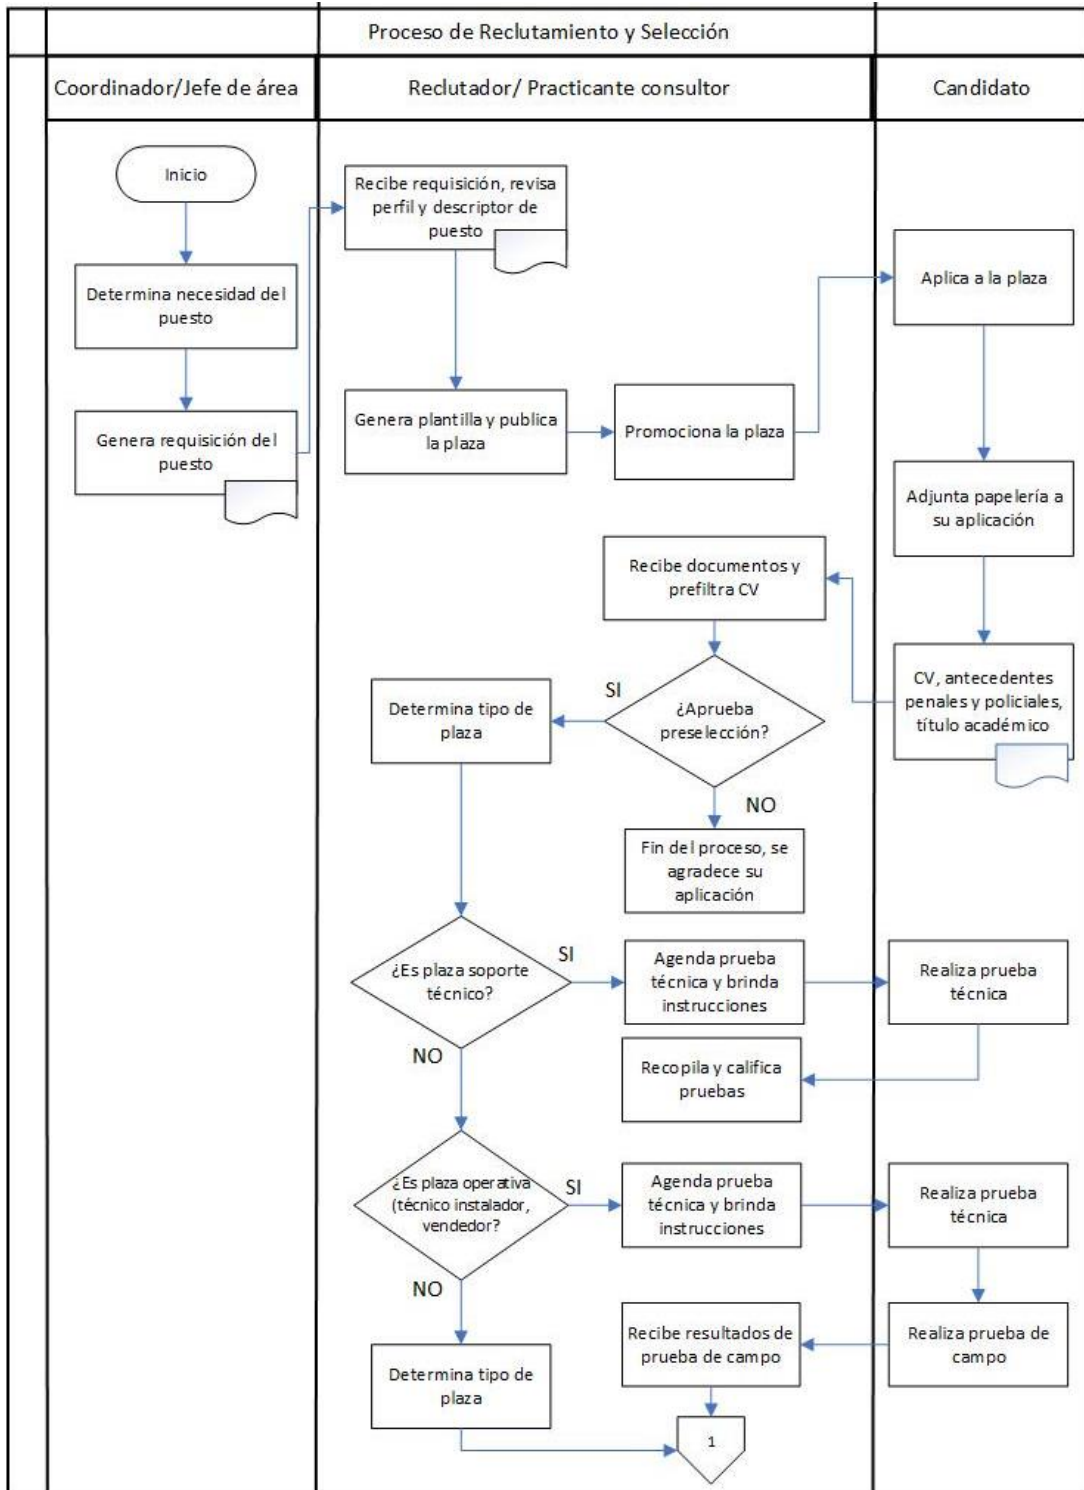 Proceso de Reclutamiento y Selección
Coordinador/Jefe de área
Reclutador/ Practicante consultor
Candidato
Inicio
Determina necesidad del
puesto
Genera requisición del
puesto
Recibe requisición, revisa
perfil y descriptor de
puesto
Genera plantilla y publica
la plaza
Promociona la plaza
Aplica a la plaza
Adjunta papelería a
su aplicación
CV, antecedentes
penales y policiales,
título académico
Recibe documentos y
prefiltra CV
¿Aprueba
preselección?
SI
Determina tipo de
plaza
NO
Fin del proceso, se
agradece su
aplicación
¿Es plaza soporte
técnico?
SI
Agenda prueba
técnica y brinda
instrucciones
Realiza prueba
técnica
Recopila y califica
pruebas
NO
¿Es plaza operativa
(técnico instalador,
vendedor?
SI
Agenda prueba
técnica y brinda
instrucciones
Realiza prueba
técnica
Realiza prueba de
campo
Recibe resultados de
prueba de campo
NO
Determina tipo de
plaza
1